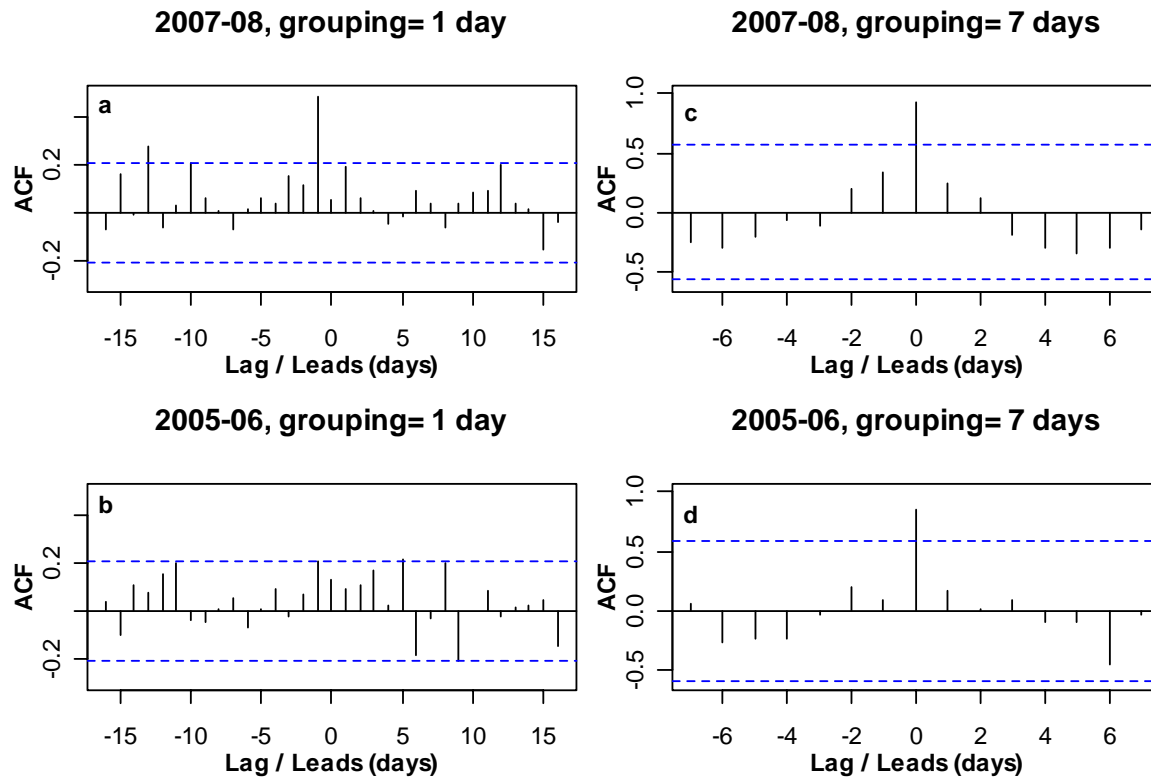 2007-08, grouping= 1 day
a
ACF
0.2
-0.2
-15 -10 -5 0 5 10 15
Lag / Leads (days)
2007-08, grouping= 7 days
c
ACF
1.0
0.5
0.0
-0.5
-6 -4 -2 0 2 4 6
Lag / Leads (days)
2005-06, grouping= 1 day
b
ACF
0.2
-0.2
-15 -10 -5 0 5 10 15
Lag / Leads (days)
2005-06, grouping= 7 days
d
ACF
1.0
0.5
0.0
-0.5
-6 -4 -2 0 2 4 6
Lag / Leads (days)